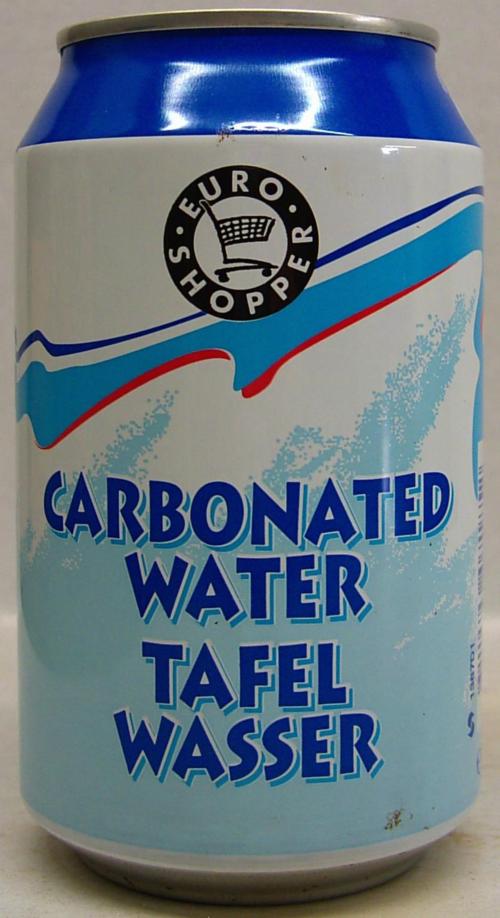 EURO
SHOPPER
CARBONATED
WATER
TAFEL
WASSER